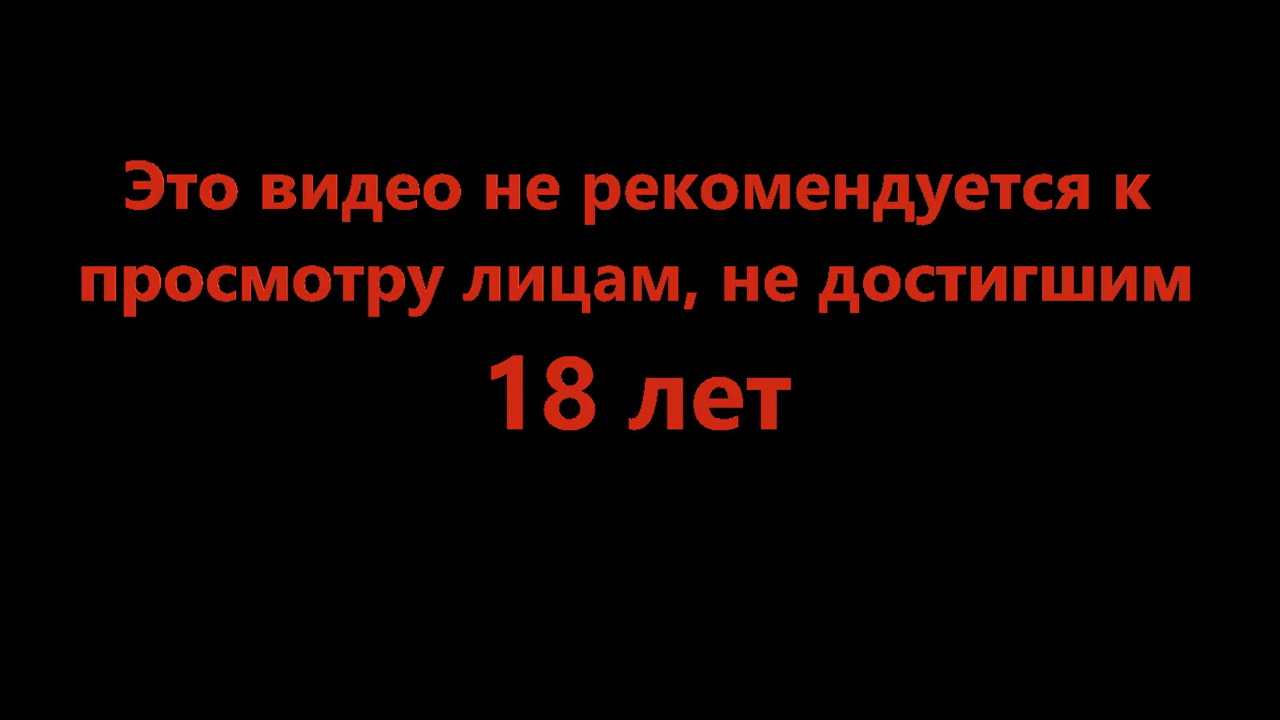 Это видео не рекомендуется к
просмотру лицам, не достигшим
18 лет